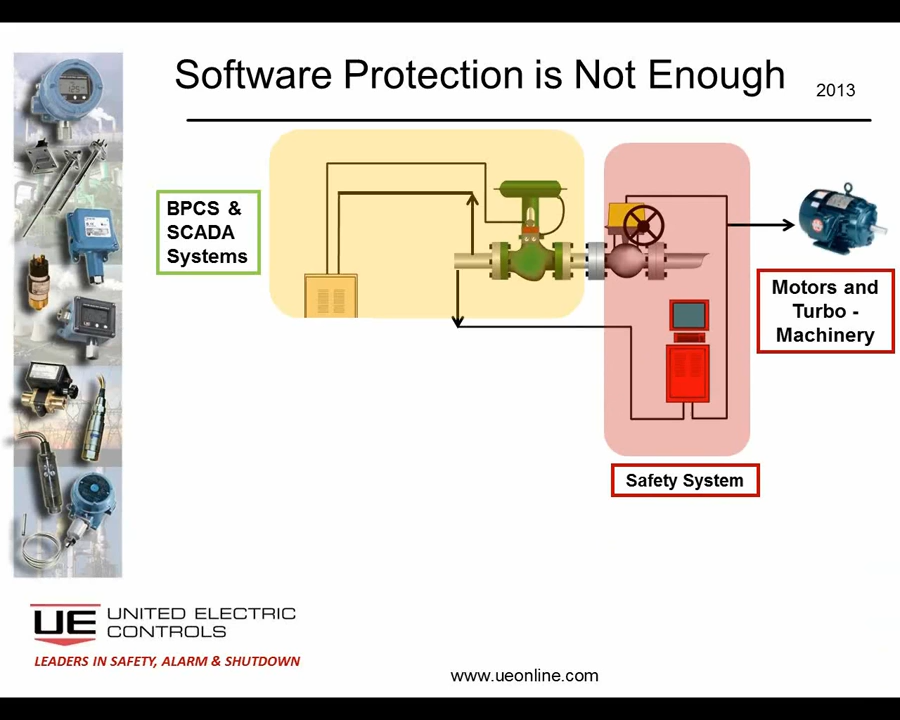 Software Protection is Not Enough
2013
BPCS &
SCADA
Systems
Motors and
Turbo -
Machinery
Safety System
UE UNITED ELECTRIC
CONTROLS
LEADERS IN SAFETY, ALARM & SHUTDOWN
www.ueonline.com